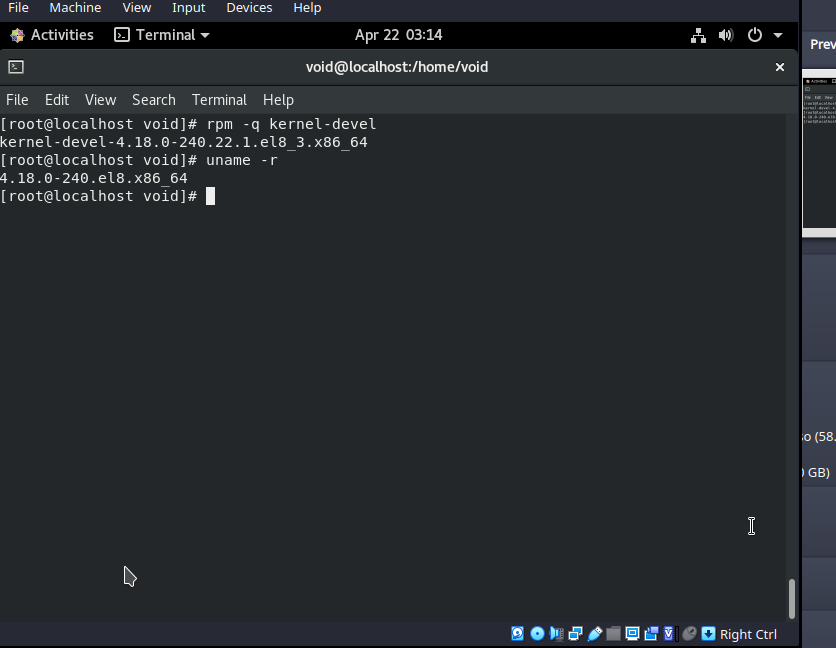 File Machine View Input Devices Help
Activities Terminal Apr 22 03:14
Prev
void@localhost:/home/void
File Edit View Search Terminal Help
[root@localhost void]# rpm -q kernel-devel
kernel-devel-4.18.0-240.22.1.el8_3.x86_64
[root@localhost void]# uname -r
4.18.0-240.el8.x86_64
[root@localhost void]#
so (58.
GB)
Right Ctrl